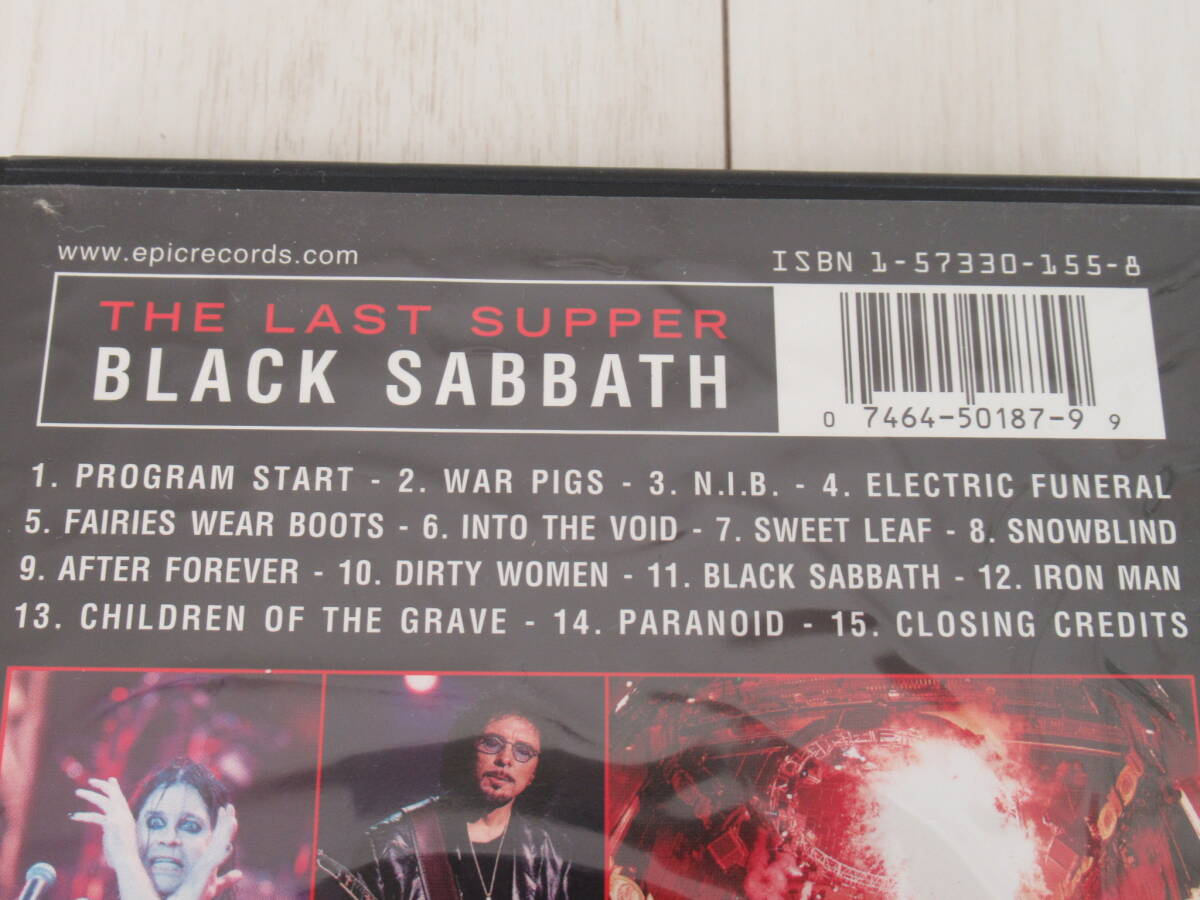 www.epicrecords.com
ISBN 1-57330-155-8
THE LAST SUPPER
BLACK SABBATH
0 7464-50187-9 9
1. PROGRAM START - 2. WAR PIGS - 3. N.I.B. - 4. ELECTRIC FUNERAL
5. FAIRIES WEAR BOOTS - 6. INTO THE VOID - 7. SWEET LEAF - 8. SNOWBLIND
9. AFTER FOREVER - 10. DIRTY WOMEN - 11. BLACK SABBATH - 12. IRON MAN
13. CHILDREN OF THE GRAVE - 14. PARANOID - 15. CLOSING CREDITS